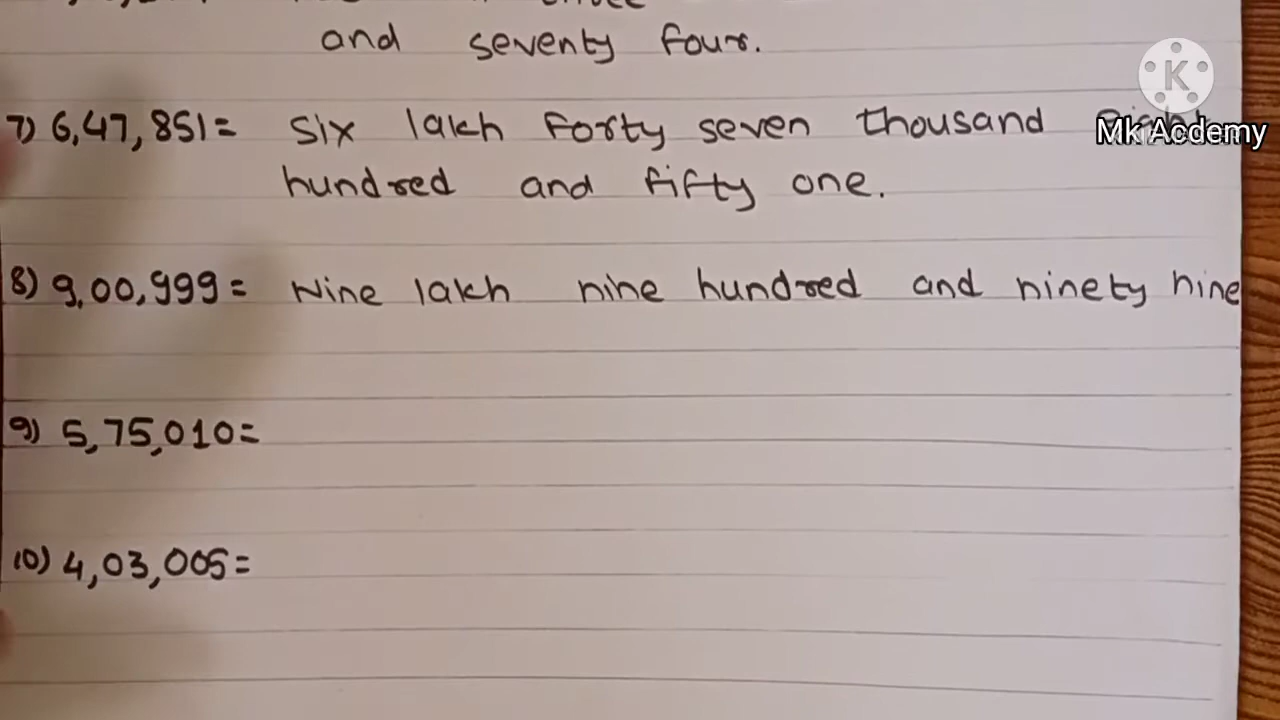 and seventy four.
K
7) 6,47,851= Six lakh Forty seven thousand
Mk Acdemy
hundred and fifty one.
8) 9,00,999= Nine lakh nine hundred and ninety nine
9) 5,75,010=
10) 4,03,005=